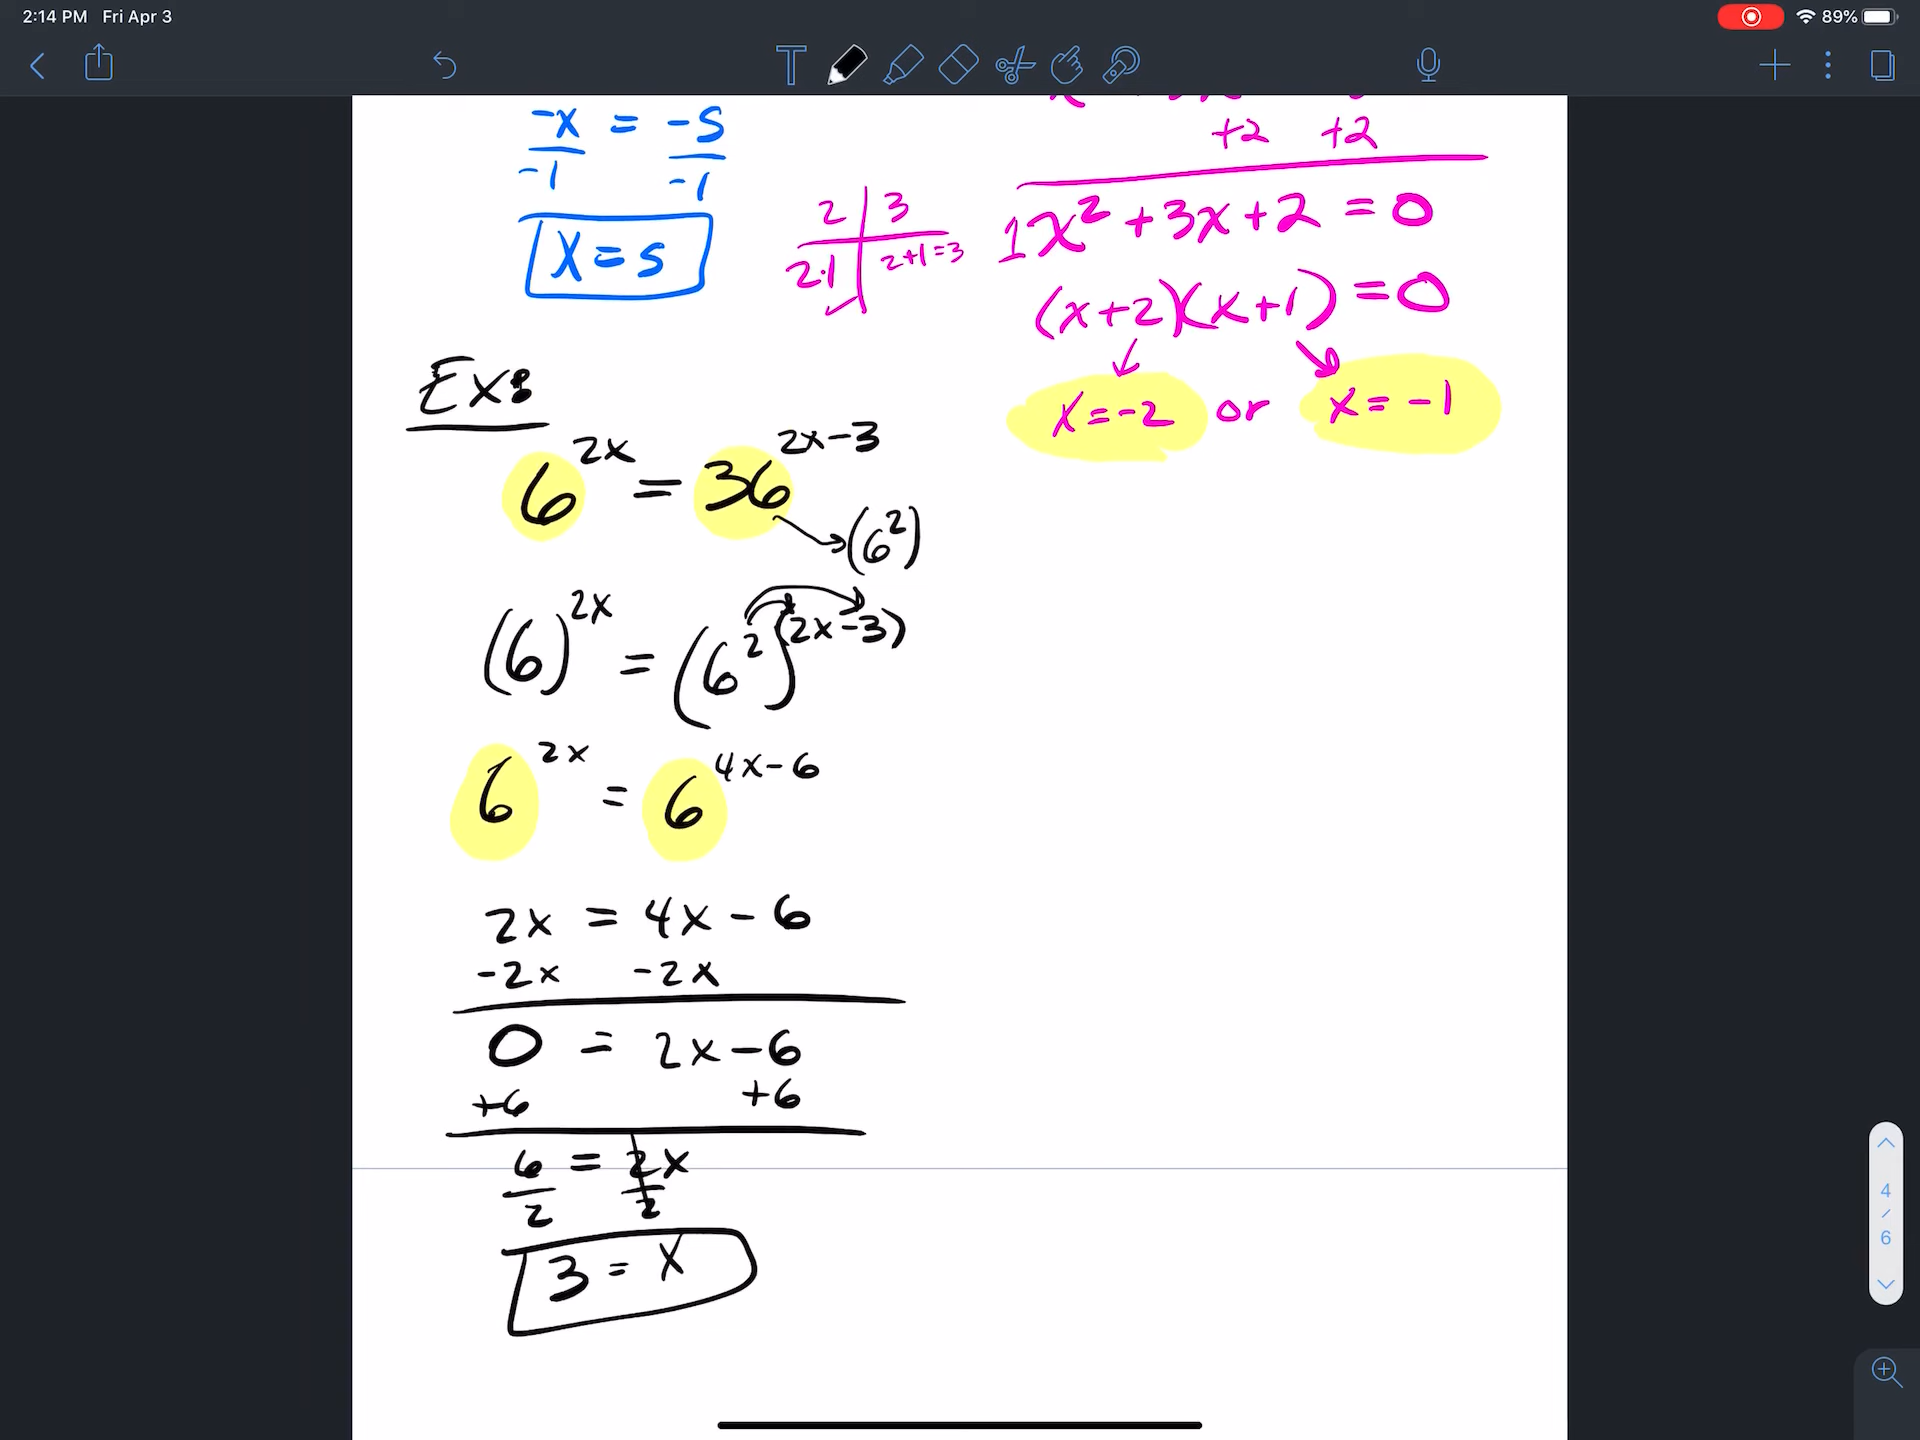 2:14 PM Fri Apr 3
89%
T
-x = -5
-1 -1
x = 5
+2 +2
2 | 3
2·1 | 2+1=3
1x² + 3x + 2 = 0
(x+2)(x+1) = 0
x = -2 or x = -1
Ex:
6^2x = 36^2x-3
(6²)
(6)^2x = (6²)^(2x-3)
6^2x = 6^4x-6
2x = 4x - 6
-2x -2x
0 = 2x - 6
+6 +6
6 = 2x
2 2
3 = x
4
/
6